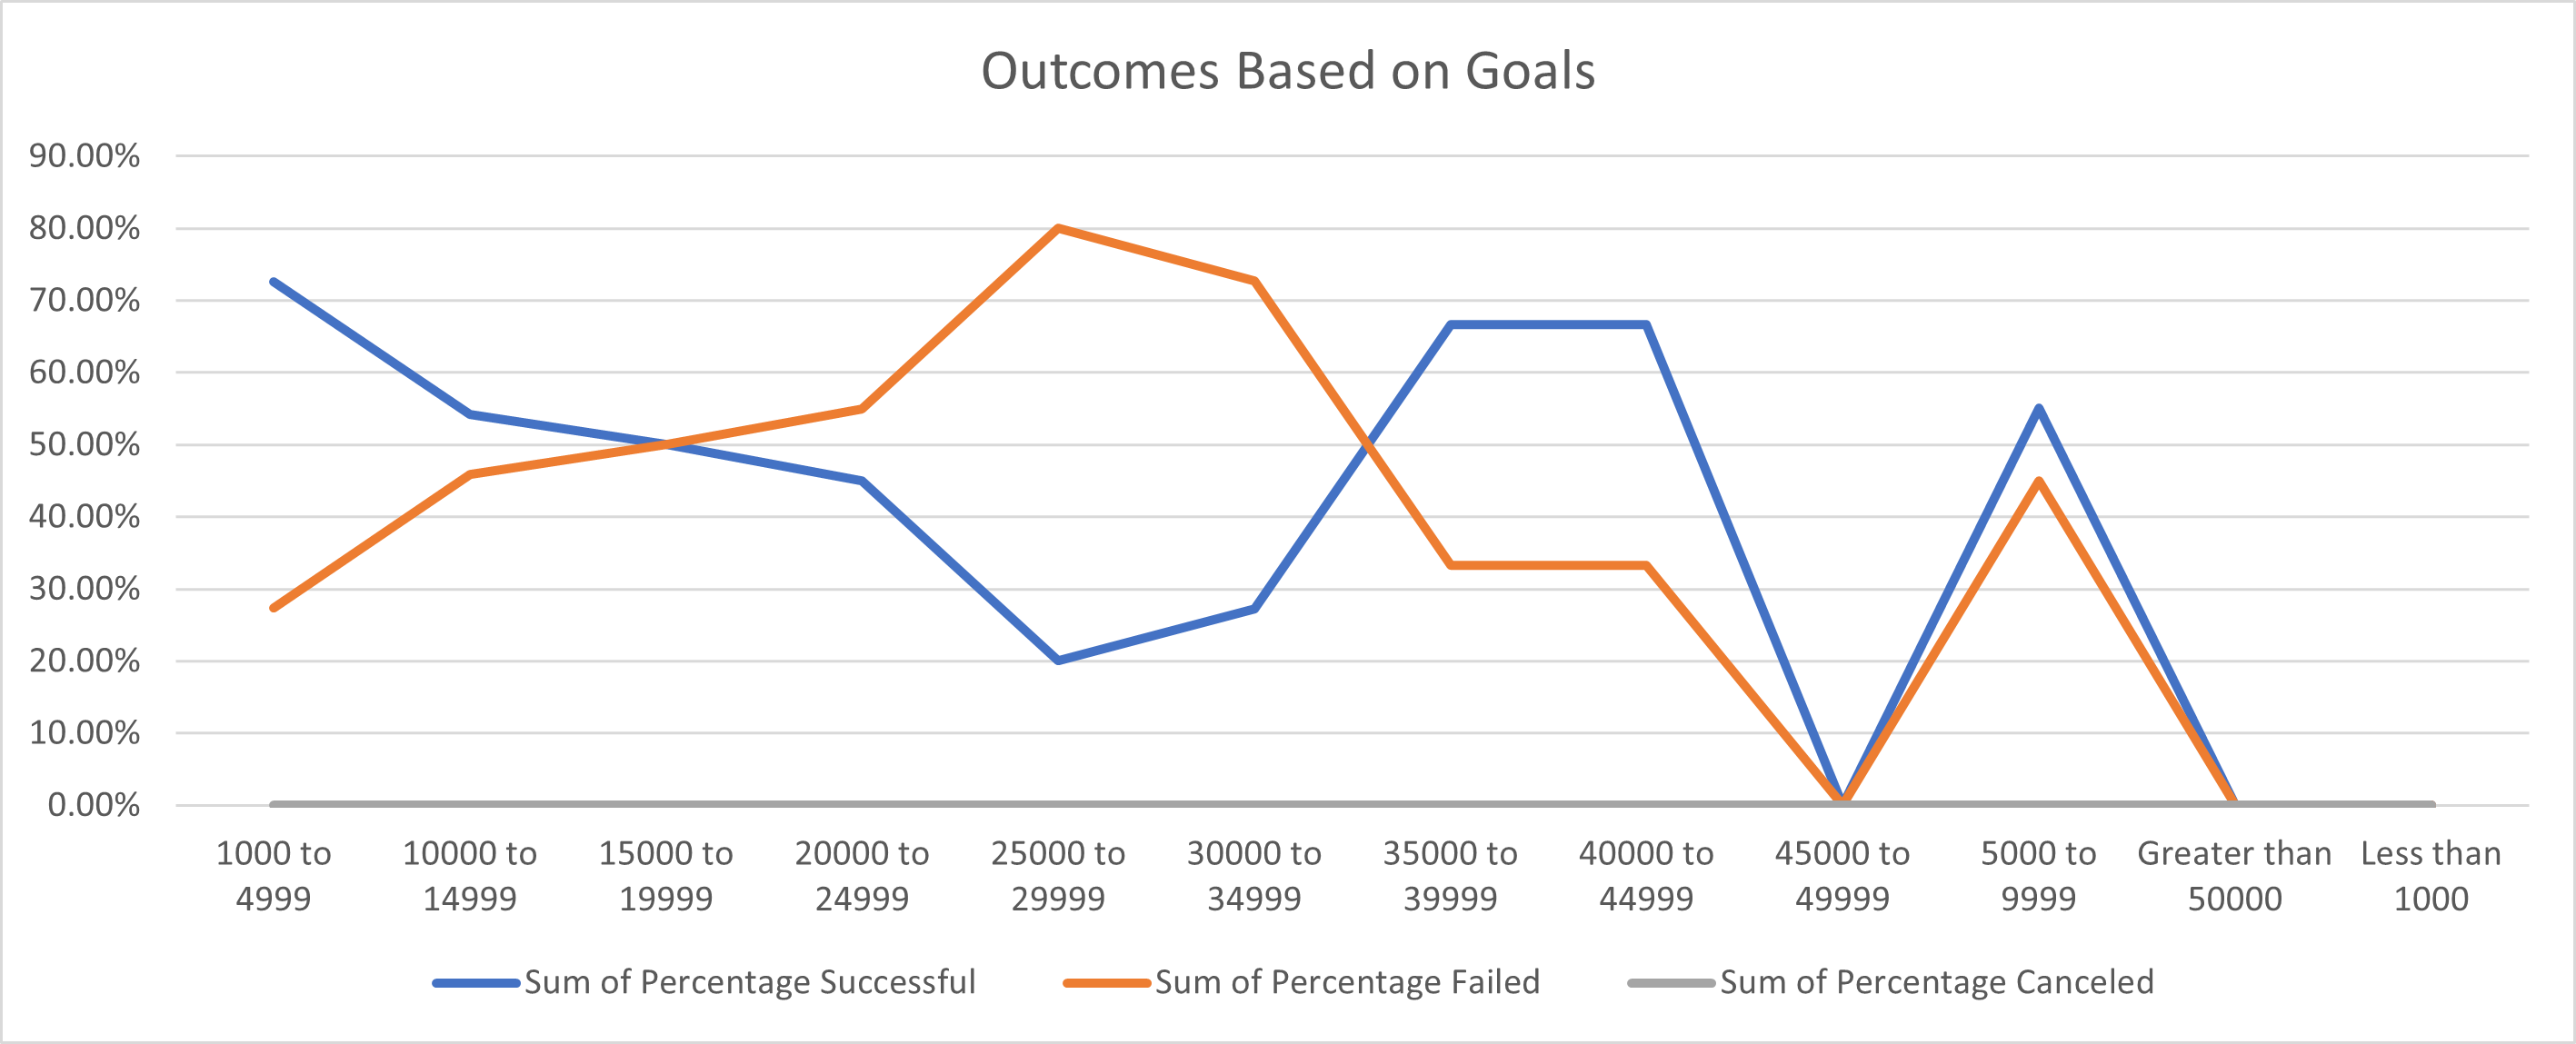 Outcomes Based on Goals
90.00%
80.00%
70.00%
60.00%
50.00%
40.00%
30.00%
20.00%
10.00%
0.00%
1000 to 4999
10000 to 14999
15000 to 19999
20000 to 24999
25000 to 29999
30000 to 34999
35000 to 39999
40000 to 44999
45000 to 49999
5000 to 9999
Greater than 50000
Less than 1000
Sum of Percentage Successful
Sum of Percentage Failed
Sum of Percentage Canceled